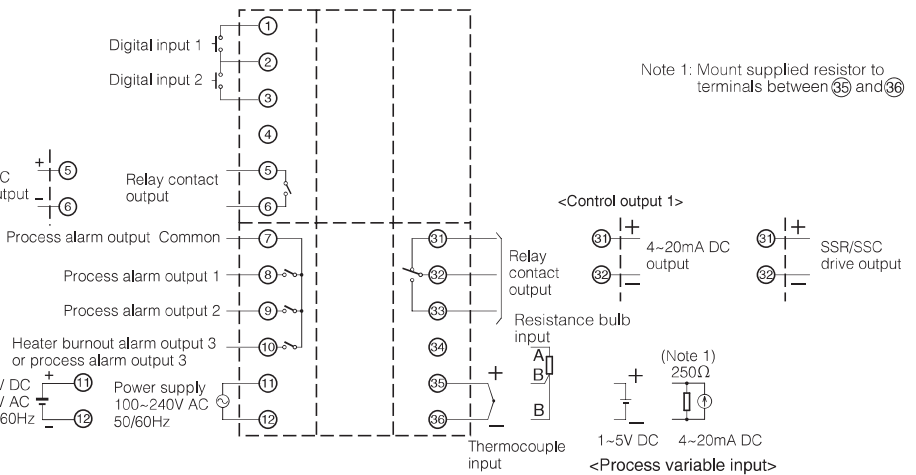 Digital input 1
Digital input 2
1
2
3
4
Note 1: Mount supplied resistor to
terminals between 35 and 36
+ 5
- 6
Relay contact
output
5
6
Process alarm output Common
7
Process alarm output 1
8
Process alarm output 2
9
Heater burnout alarm output 3
or process alarm output 3
10
V DC
V AC
60Hz
+
-
11
12
Power supply
100~240V AC
50/60Hz
11
12
31
32
33
34
35
36
Relay
contact
output
<Control output 1>
31 +
32 -
4~20mA DC
output
31 +
32 -
SSR/SSC
drive output
Resistance bulb
input
A
B
B
+
-
Thermocouple
input
+
-
1~5V DC
(Note 1)
250Ω
4~20mA DC
<Process variable input>